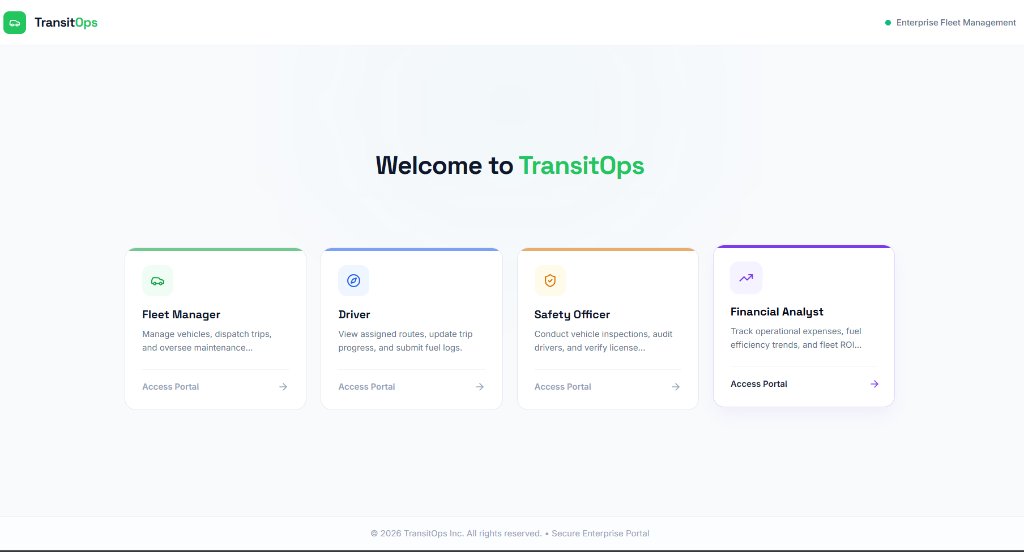 TransitOps
Enterprise Fleet Management
Welcome to TransitOps
Fleet Manager
Manage vehicles, dispatch trips,
and oversee maintenance...
Access Portal
Driver
View assigned routes, update trip
progress, and submit fuel logs.
Access Portal
Safety Officer
Conduct vehicle inspections, audit
drivers, and verify license...
Access Portal
Financial Analyst
Track operational expenses, fuel
efficiency trends, and fleet ROI...
Access Portal
© 2026 TransitOps Inc. All rights reserved. • Secure Enterprise Portal